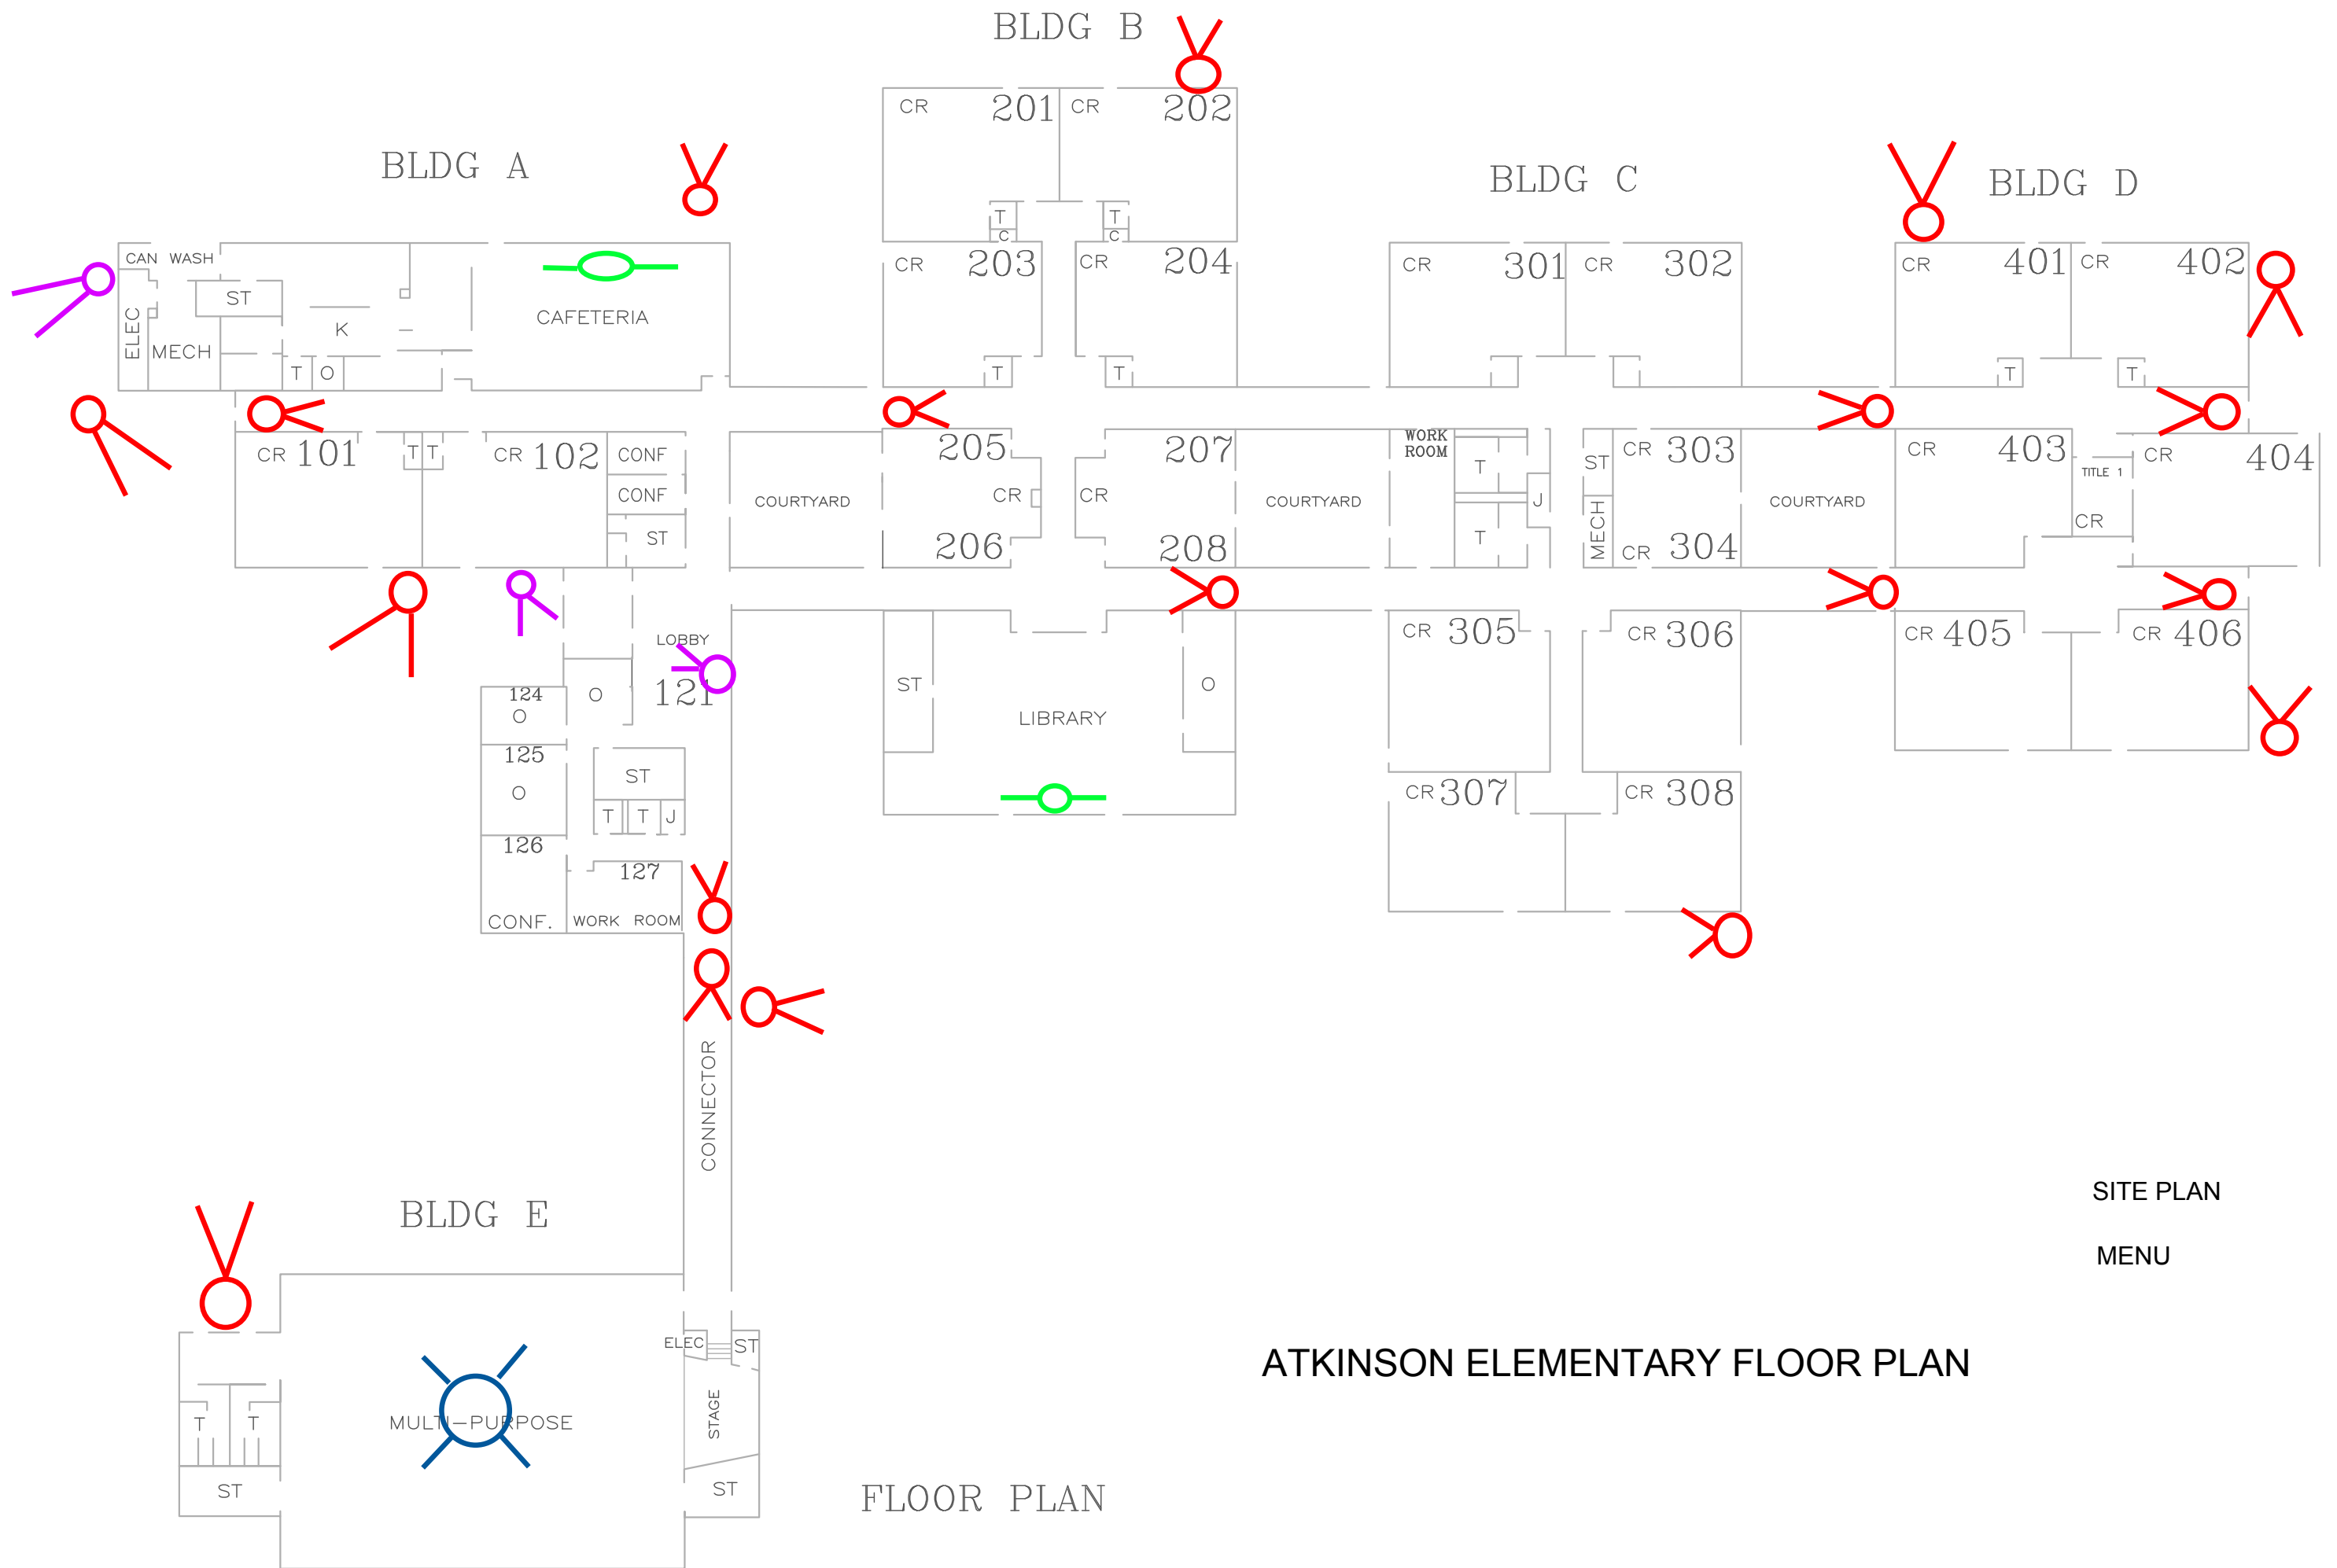 BLDG B
BLDG A
BLDG C
BLDG D
CR 201 CR 202
T T
C C
CR 203 CR 204
T T
CAN WASH
ST
ELEC
MECH
K
T O
CAFETERIA
CR 301 CR 302
CR 401 CR 402
T T
CR 101
T T
CR 102
CONF
CONF
ST
COURTYARD
205
CR
206
207
CR
208
COURTYARD
WORK
ROOM
T
T
J
ST
MECH
CR 303
CR 304
COURTYARD
CR 403
TITLE 1
CR
CR 404
LOBBY
121
O
124
O
125
O
126
CONF.
ST
T T J
127
WORK ROOM
ST
LIBRARY
O
CR 305
CR 306
CR 307
CR 308
CR 405
CR 406
CONNECTOR
BLDG E
SITE PLAN
MENU
ELEC
ST
STAGE
ST
T T
ST
MULTI-PURPOSE
ATKINSON ELEMENTARY FLOOR PLAN
FLOOR PLAN